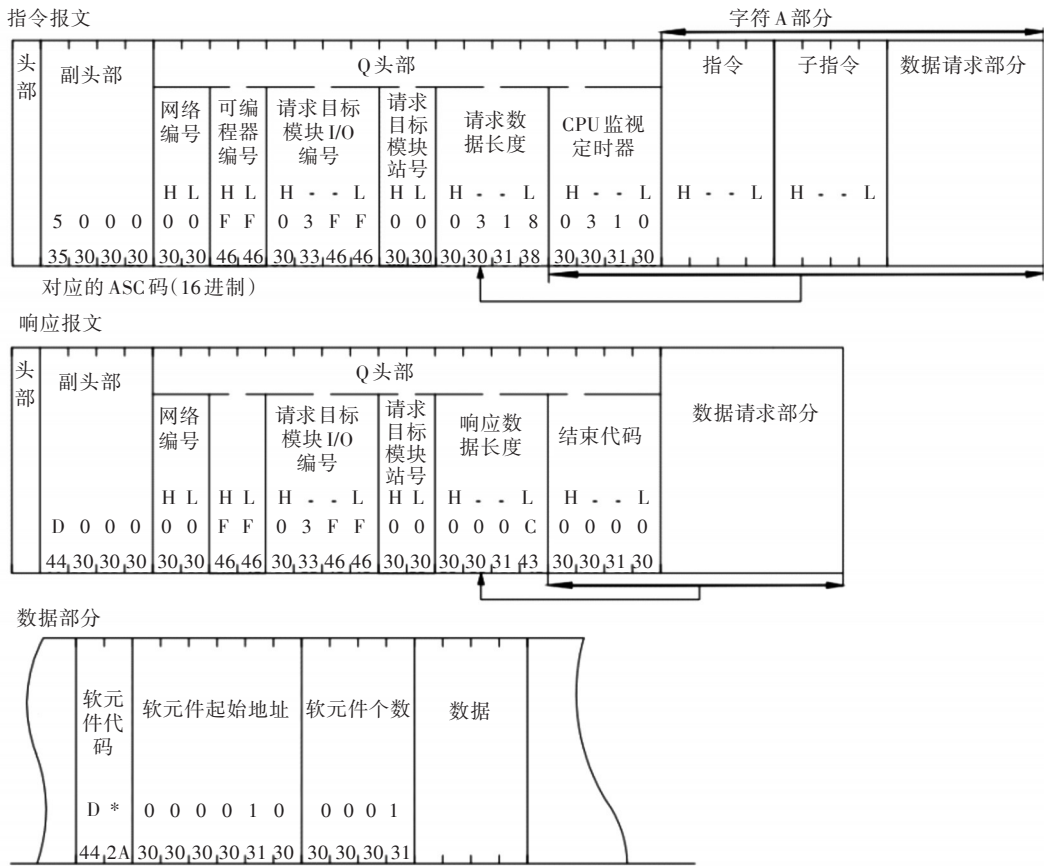 指令报文
字符A部分
头部
副头部
Q头部
指令
子指令
数据请求部分
网络编号
可编程器编号
请求目标模块I/O编号
请求目标模块站号
请求数据长度
CPU监视定时器
H L H L H - - L H L H - - L H - - L H - - L H - - L
5 0 0 0 0 0 F F 0 3 F F 0 0 0 3 1 8 0 3 1 0
35 30 30 30 30 30 46 46 30 33 46 46 30 30 30 30 31 38 30 30 31 30
对应的ASC码(16进制)
响应报文
头部
副头部
Q头部
数据请求部分
网络编号
请求目标模块I/O编号
请求目标模块站号
响应数据长度
结束代码
H L H L H - - L H L H - - L H - - L
D 0 0 0 0 0 F F 0 3 F F 0 0 0 0 0 C 0 0 0 0
44 30 30 30 30 30 46 46 30 33 46 46 30 30 30 30 31 43 30 30 31 30
数据部分
软元件代码
软元件起始地址
软元件个数
数据
D * 0 0 0 0 1 0 0 0 0 1
44 2A 30 30 30 30 31 30 30 30 30 31